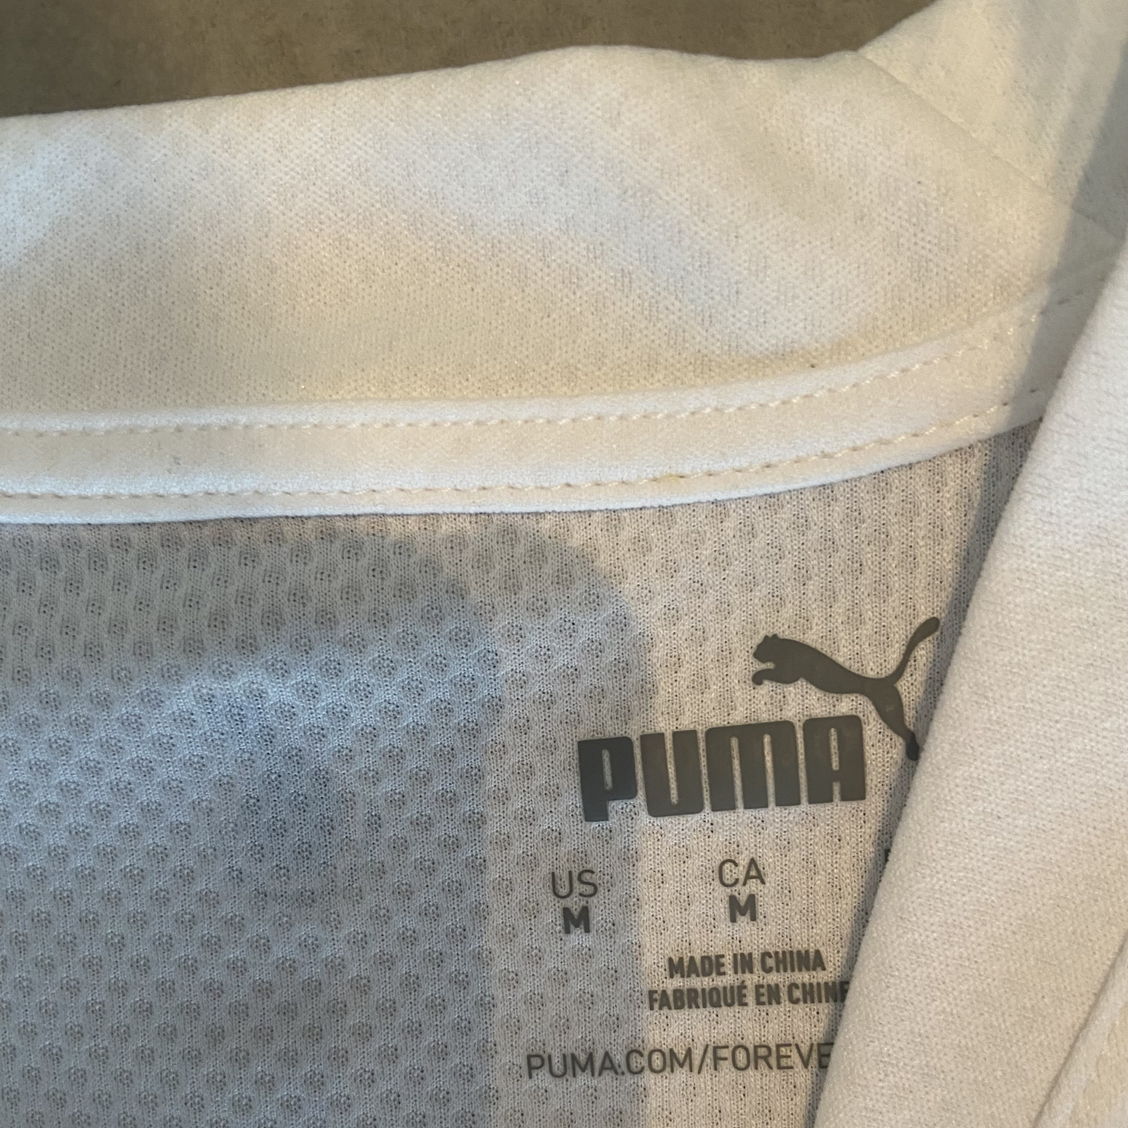 PUMA
US CA
M M
MADE IN CHINA
FABRIQUÉ EN CHINE
PUMA.COM/FOREVE